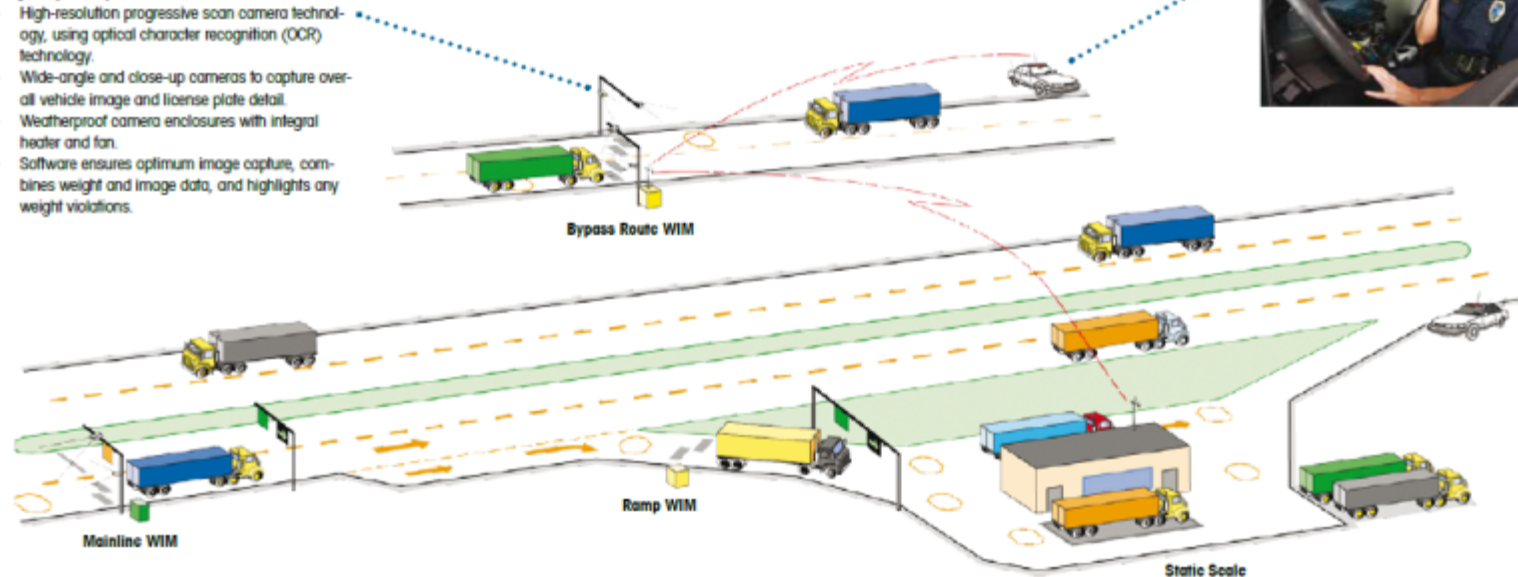 High-resolution progressive scan camera technol-
ogy, using optical character recognition (OCR)
technology.
Wide-angle and close-up cameras to capture over-
all vehicle image and license plate detail.
Weatherproof camera enclosures with integral
heater and fan.
Software ensures optimum image capture, com-
bines weight and image data, and highlights any
weight violations.
Bypass Route WIM
Ramp WIM
Mainline WIM
Static Scale